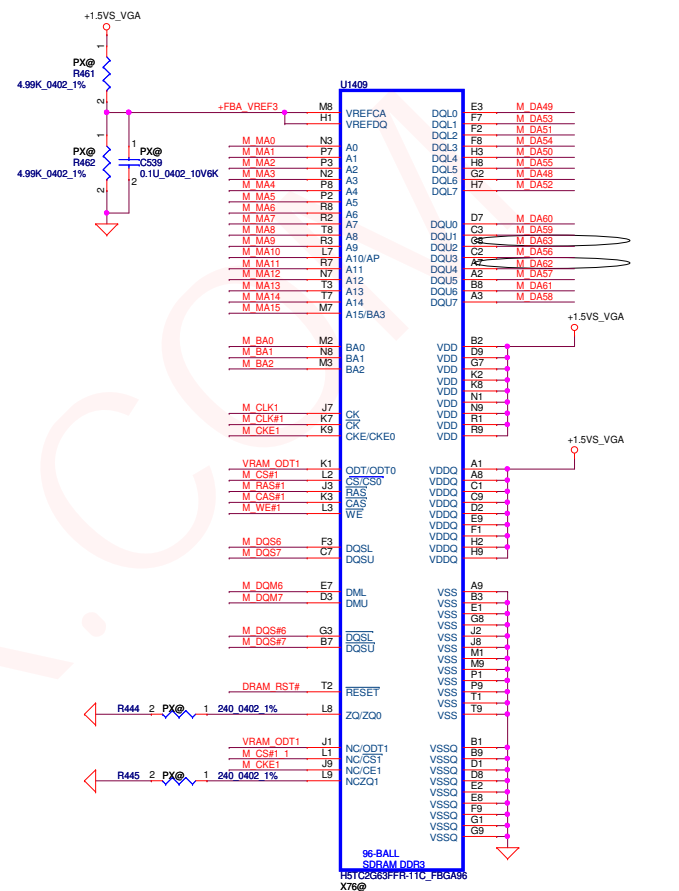 +1.5VS_VGA
PX@
R461
4.99K_0402_1%
1
2
PX@
R462
4.99K_0402_1%
1
2
PX@
C539
0.1U_0402_10V6K
1
2
U1409
+FBA_VREF3 M8 VREFCA
H1 VREFDQ
M_MA0 N3 A0
M_MA1 P7 A1
M_MA2 P3 A2
M_MA3 N2 A3
M_MA4 P8 A4
M_MA5 P2 A5
M_MA6 R8 A6
M_MA7 R2 A7
M_MA8 T8 A8
M_MA9 R3 A9
M_MA10 L7 A10/AP
M_MA11 R7 A11
M_MA12 N7 A12
M_MA13 T3 A13
M_MA14 T7 A14
M_MA15 M7 A15/BA3
M_BA0 M2 BA0
M_BA1 N8 BA1
M_BA2 M3 BA2
M_CLK1 J7 CK
M_CLK#1 K7 CK
M_CKE1 K9 CKE/CKE0
VRAM_ODT1 K1 ODT/ODT0
M_CS#1 L2 CS/CS0
M_RAS#1 J3 RAS
M_CAS#1 K3 CAS
M_WE#1 L3 WE
M_DQS6 F3 DQSL
M_DQS7 C7 DQSU
M_DQM6 E7 DML
M_DQM7 D3 DMU
M_DQS#6 G3 DQSL
M_DQS#7 B7 DQSU
DRAM_RST# T2 RESET
R444 2 PX@ 1 240_0402_1% L8 ZQ/ZQ0
VRAM_ODT1 J1 NC/ODT1
M_CS#1_1 L1 NC/CS1
M_CKE1 J9 NC/CE1
R445 2 PX@ 1 240_0402_1% L9 NCZQ1
DQL0 E3 M_DA49
DQL1 F7 M_DA53
DQL2 F2 M_DA51
DQL3 F8 M_DA54
DQL4 H3 M_DA50
DQL5 H8 M_DA55
DQL6 G2 M_DA48
DQL7 H7 M_DA52
DQU0 D7 M_DA60
DQU1 C3 M_DA59
DQU2 C8 M_DA63
DQU3 C2 M_DA56
DQU4 A7 M_DA62
DQU5 A2 M_DA57
DQU6 B8 M_DA61
DQU7 A3 M_DA58
+1.5VS_VGA
VDD B2
VDD D9
VDD G7
VDD K2
VDD K8
VDD N1
VDD N9
VDD R1
VDD R9
+1.5VS_VGA
VDDQ A1
VDDQ A8
VDDQ C1
VDDQ C9
VDDQ D2
VDDQ E9
VDDQ F1
VDDQ H2
VDDQ H9
VSS A9
VSS B3
VSS E1
VSS G8
VSS J2
VSS J8
VSS M1
VSS M9
VSS P1
VSS P9
VSS T1
VSS T9
VSSQ B1
VSSQ B9
VSSQ D1
VSSQ D8
VSSQ E2
VSSQ E8
VSSQ F9
VSSQ G1
VSSQ G9
96-BALL
SDRAM DDR3
H5TC2G63FFR-11C_FBGA96
X76@